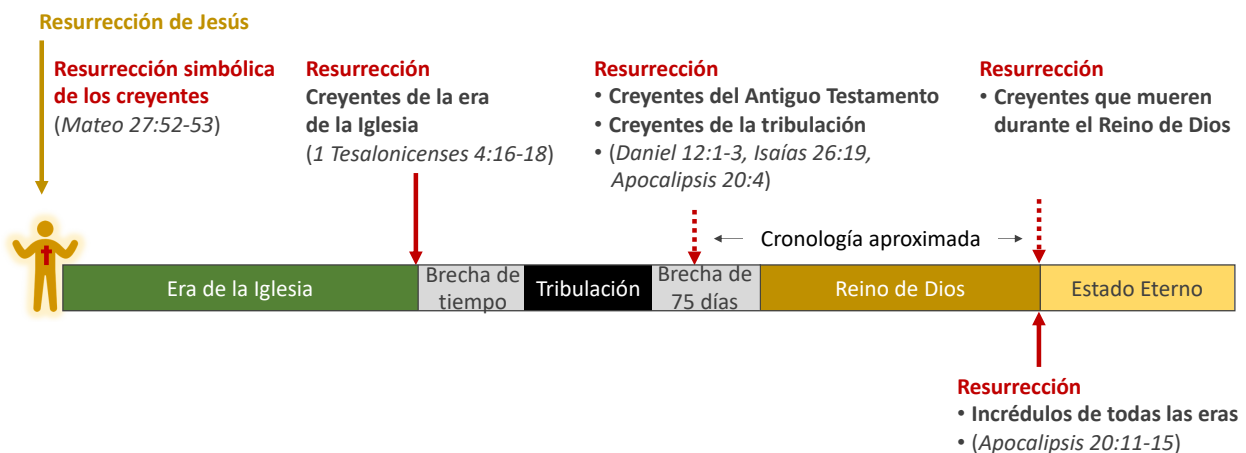 Resurrección de Jesús
Resurrección simbólica
de los creyentes
(Mateo 27:52-53)
Resurrección
Creyentes de la era
de la Iglesia
(1 Tesalonicenses 4:16-18)
Resurrección
• Creyentes del Antiguo Testamento
• Creyentes de la tribulación
• (Daniel 12:1-3, Isaías 26:19,
Apocalipsis 20:4)
Resurrección
• Creyentes que mueren
durante el Reino de Dios
Cronología aproximada
Era de la Iglesia
Brecha de
tiempo
Tribulación
Brecha de
75 días
Reino de Dios
Estado Eterno
Resurrección
• Incrédulos de todas las eras
• (Apocalipsis 20:11-15)